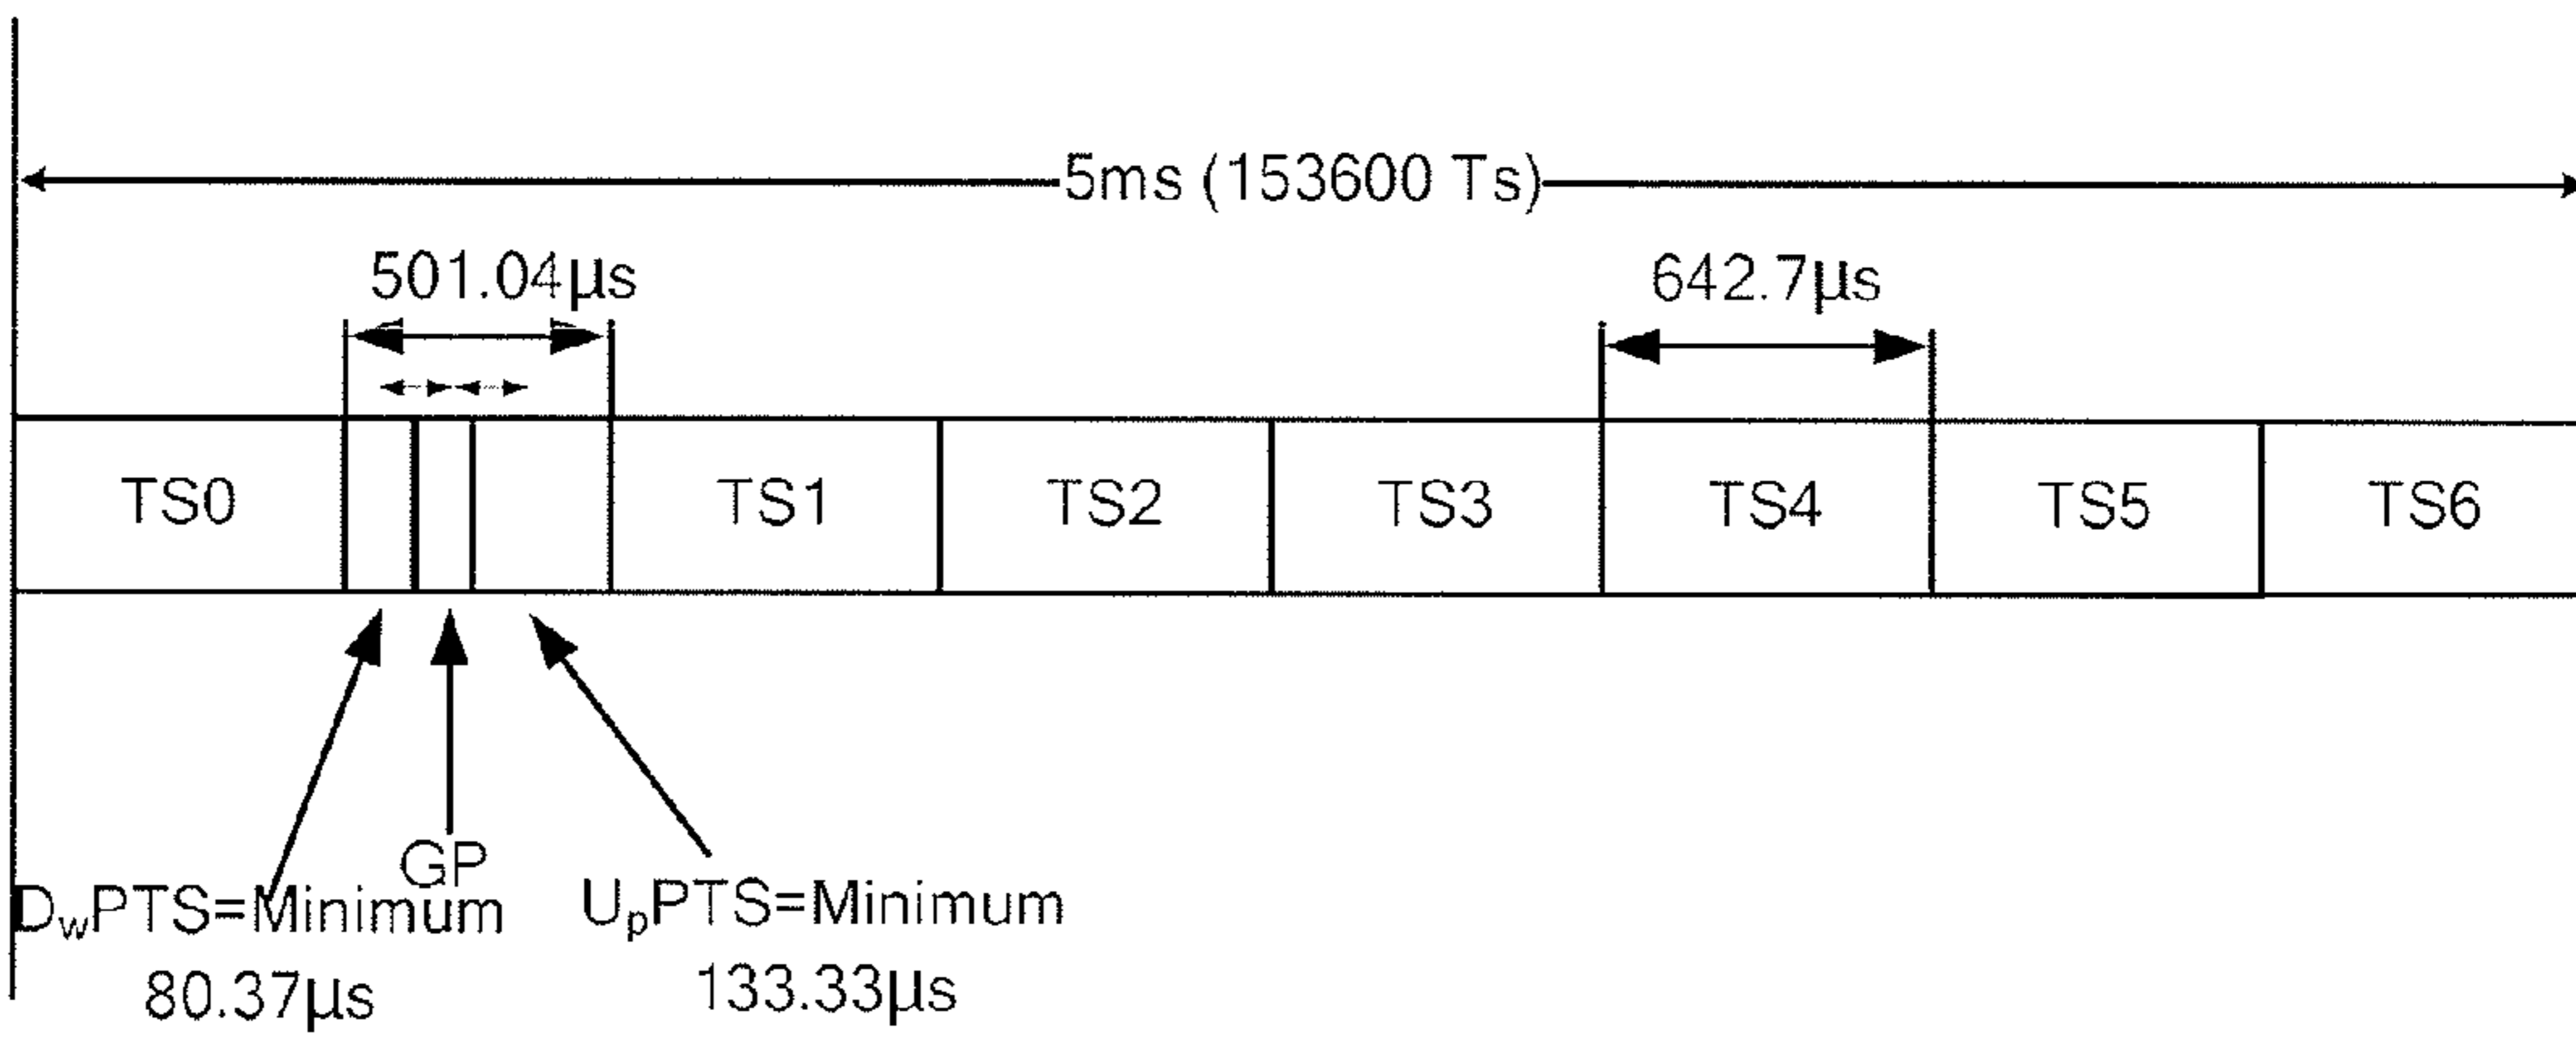 5ms (153600 Ts)
501.04µs
642.7µs
TS0 TS1 TS2 TS3 TS4 TS5 TS6
GP
DwPTS=Minimum
80.37µs
UpPTS=Minimum
133.33µs